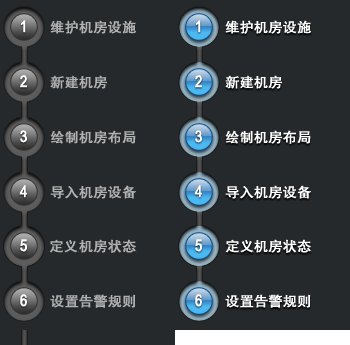 1 维护机房设施 1 维护机房设施
2 新建机房 2 新建机房
3 绘制机房布局 3 绘制机房布局
4 导入机房设备 4 导入机房设备
5 定义机房状态 5 定义机房状态
6 设置告警规则 6 设置告警规则